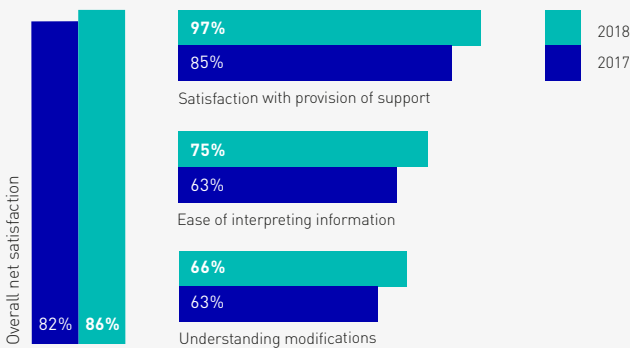 Overall net satisfaction
82%
86%
97%
85%
Satisfaction with provision of support
75%
63%
Ease of interpreting information
66%
63%
Understanding modifications
2018
2017